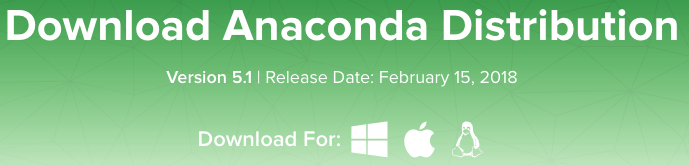 Download Anaconda Distribution
Version 5.1 | Release Date: February 15, 2018
Download For: